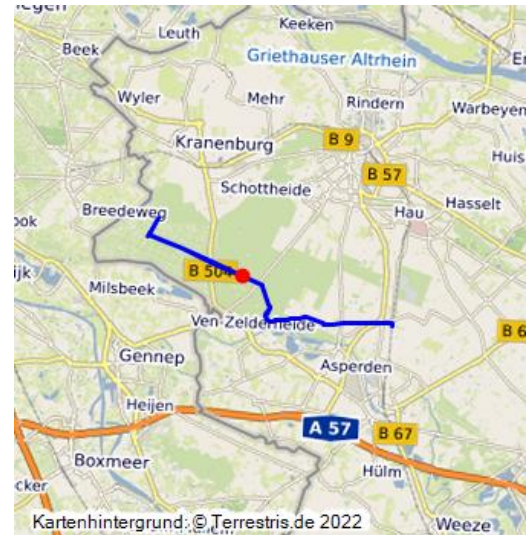 Leuth
Keeken
Beek
Griethauser Altrhein
Wyler
Mehr
Rindern
Warbeyen
Kranenburg
B 9
Huis
Schottheide
B 57
Hasselt
Breedeweg
Hau
B 504
Milsbeek
Ven-Zelderheide
B 6
Gennep
Asperden
Heijen
A 57
B 67
Boxmeer
Hülm
Weeze
Kartenhintergrund: © Terrestris.de 2022